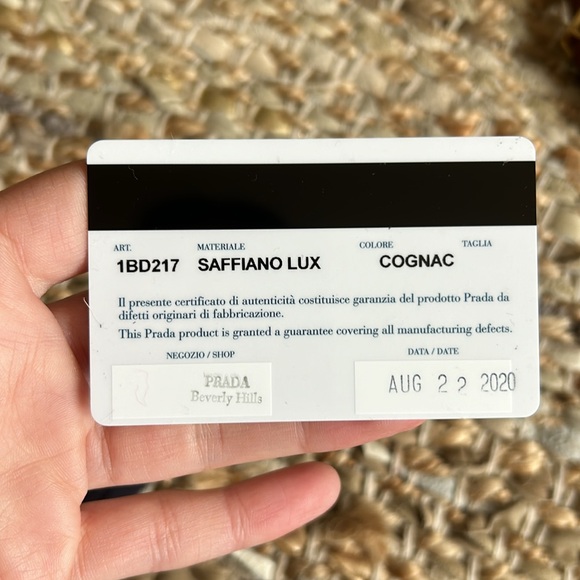 ART. MATERIALE COLORE TAGLIA
1BD217 SAFFIANO LUX COGNAC
Il presente certificato di autenticità costituisce garanzia del prodotto Prada da
difetti originari di fabbricazione.
This Prada product is granted a guarantee covering all manufacturing defects.
NEGOZIO / SHOP DATA / DATE
PRADA
Beverly Hills
AUG 22 2020